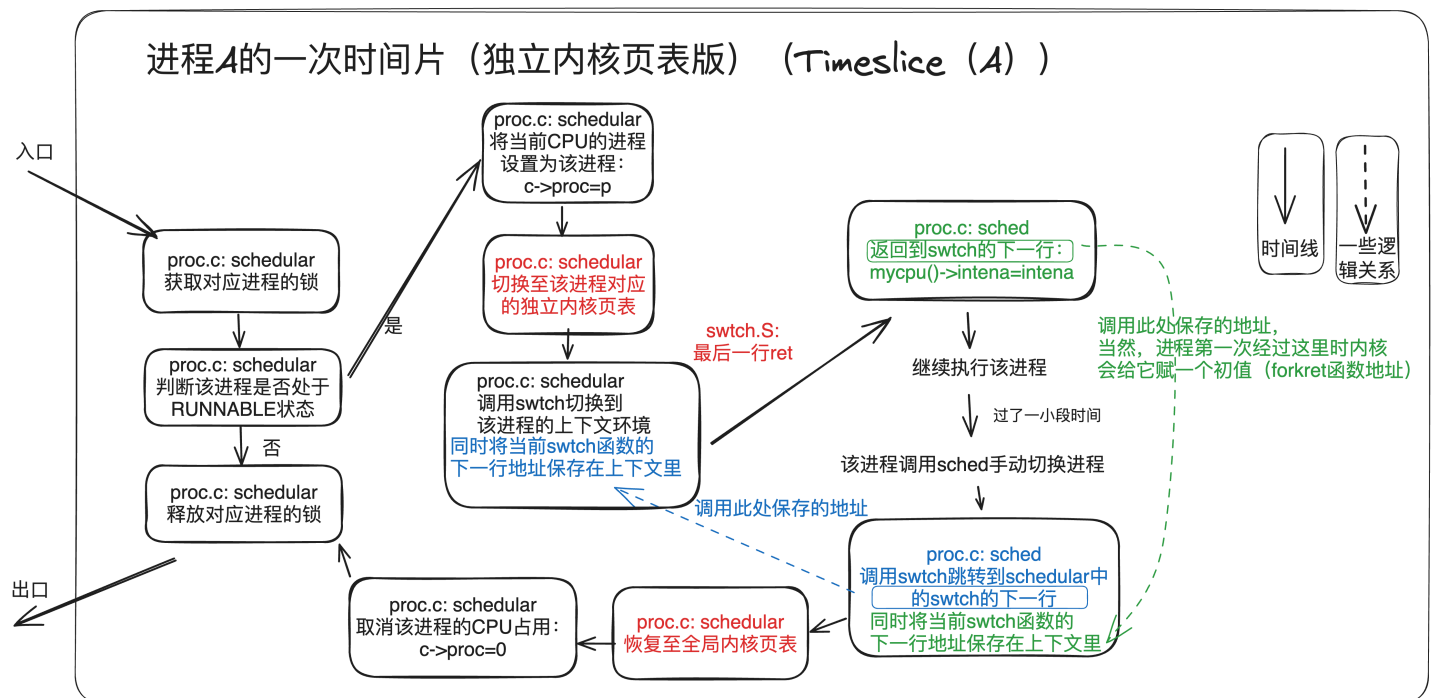 进程A的一次时间片（独立内核页表版）（Timeslice（A））
入口
proc.c: schedular
获取对应进程的锁
proc.c: schedular
判断该进程是否处于
RUNNABLE状态
是
否
proc.c: schedular
释放对应进程的锁
出口
proc.c: schedular
将当前CPU的进程
设置为该进程：
c->proc=p
proc.c: schedular
切换至该进程对应
的独立内核页表
proc.c: schedular
调用swtch切换到
该进程的上下文环境
同时将当前swtch函数的
下一行地址保存在上下文里
swtch.S:
最后一行ret
proc.c: sched
返回到swtch的下一行：
mycpu()->intena=intena
继续执行该进程
过了一小段时间
该进程调用sched手动切换进程
proc.c: sched
调用swtch跳转到schedular中
的swtch的下一行
同时将当前swtch函数的
下一行地址保存在上下文里
调用此处保存的地址
调用此处保存的地址，
当然，进程第一次经过这里时内核
会给它赋一个初值（forkret函数地址）
proc.c: schedular
恢复至全局内核页表
proc.c: schedular
取消该进程的CPU占用：
c->proc=0
时间线
一些逻
辑关系